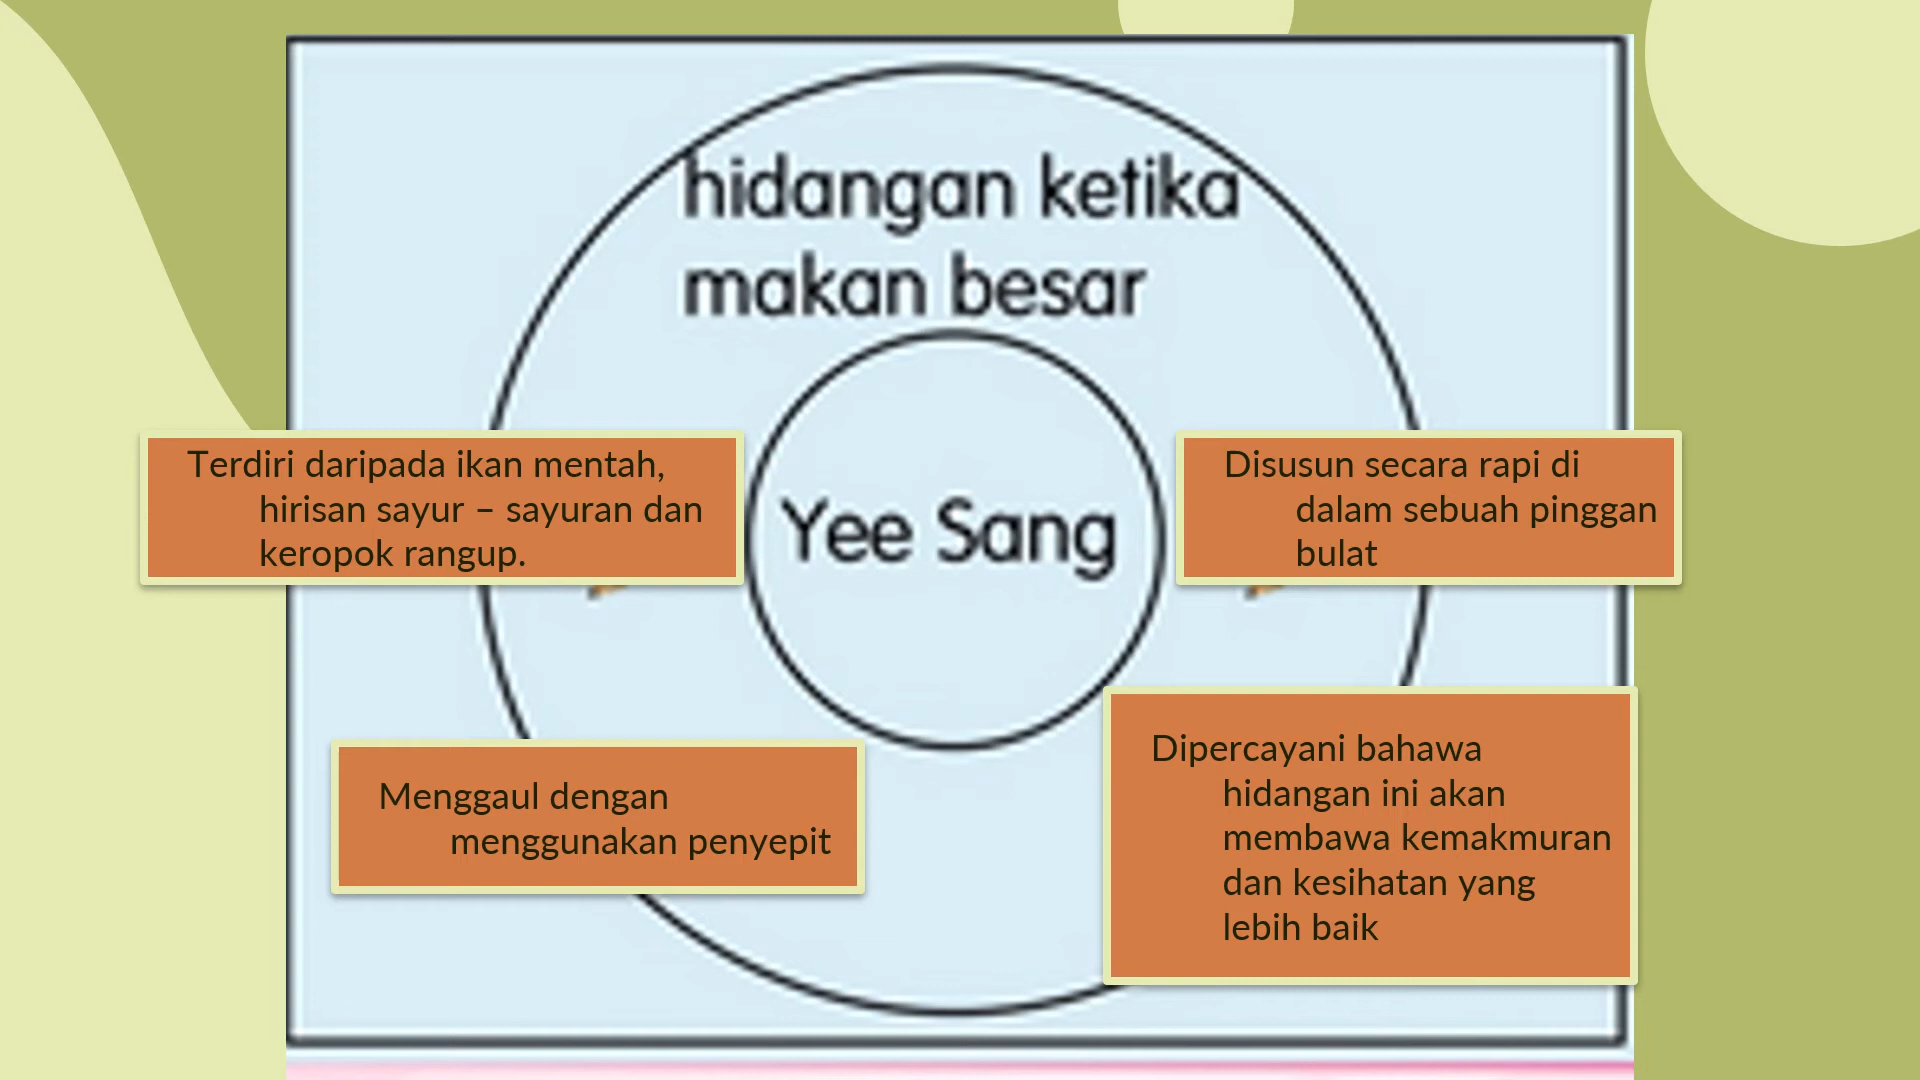 hidangan ketika
makan besar
Terdiri daripada ikan mentah,
hirisan sayur – sayuran dan
keropok rangup.
Yee Sang
Disusun secara rapi di
dalam sebuah pinggan
bulat
Menggaul dengan
menggunakan penyepit
Dipercayani bahawa
hidangan ini akan
membawa kemakmuran
dan kesihatan yang
lebih baik